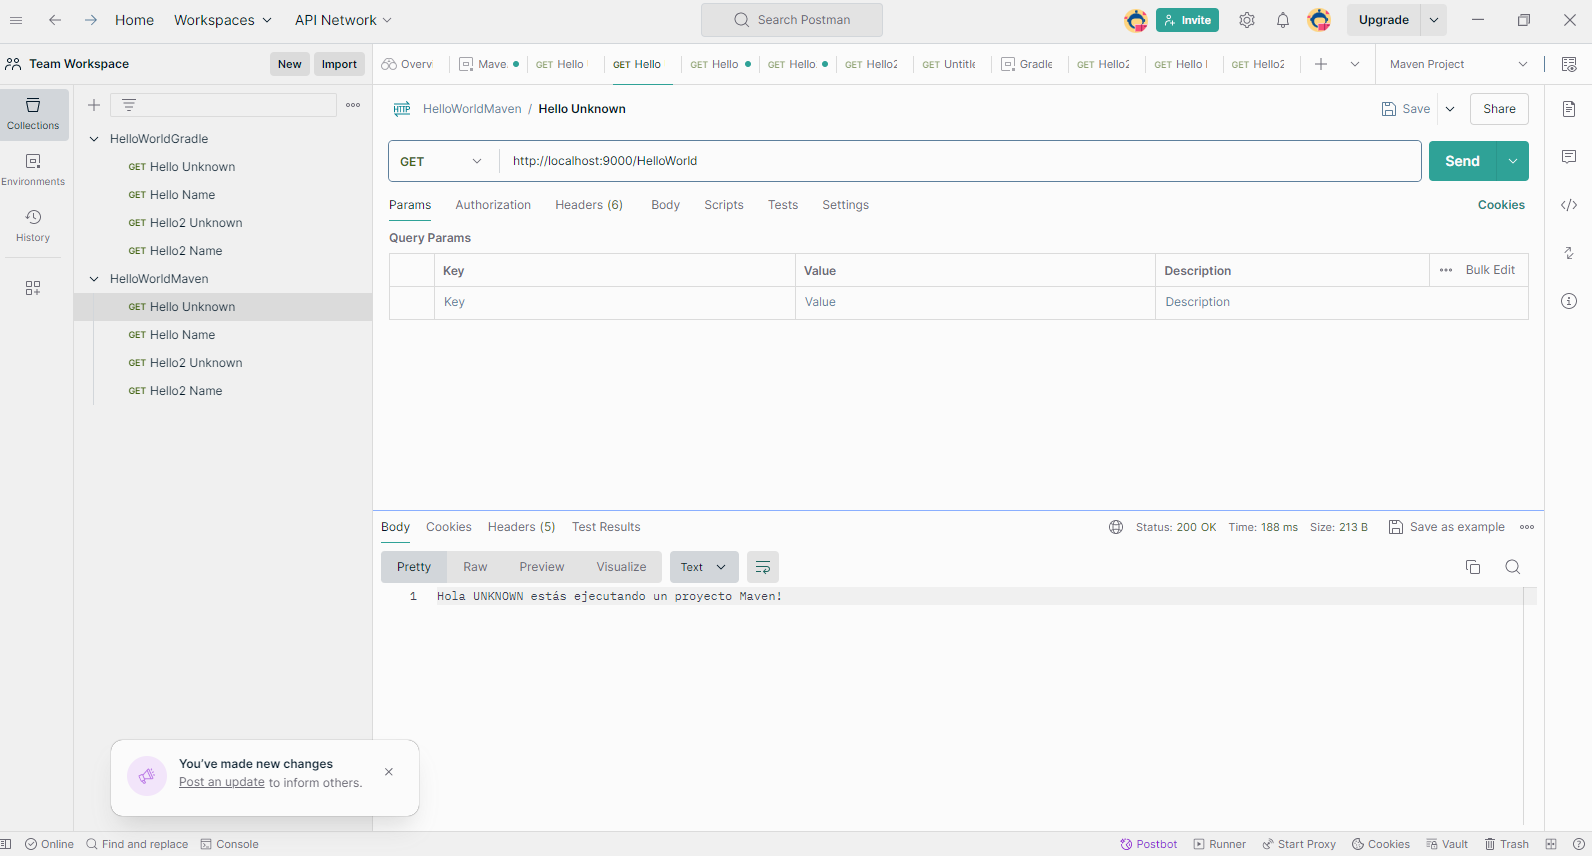 Home Workspaces API Network Search Postman Invite Upgrade
Team Workspace New Import Overvi Mave GET Hello GET Hello GET Hello GET Hello GET Hello2 GET Untitle Gradle GET Hello2 GET Hello GET Hello2 Maven Project
Collections
Environments
History
HelloWorldGradle
GET Hello Unknown
GET Hello Name
GET Hello2 Unknown
GET Hello2 Name
HelloWorldMaven
GET Hello Unknown
GET Hello Name
GET Hello2 Unknown
GET Hello2 Name
HTTP HelloWorldMaven / Hello Unknown Save Share
GET http://localhost:9000/HelloWorld Send
Params Authorization Headers (6) Body Scripts Tests Settings Cookies
Query Params
Key Value Description Bulk Edit
Key Value Description
Body Cookies Headers (5) Test Results Status: 200 OK Time: 188 ms Size: 213 B Save as example
Pretty Raw Preview Visualize Text
1 Hola UNKNOWN estás ejecutando un proyecto Maven!
You've made new changes
Post an update to inform others.
Online Find and replace Console Postbot Runner Start Proxy Cookies Vault Trash